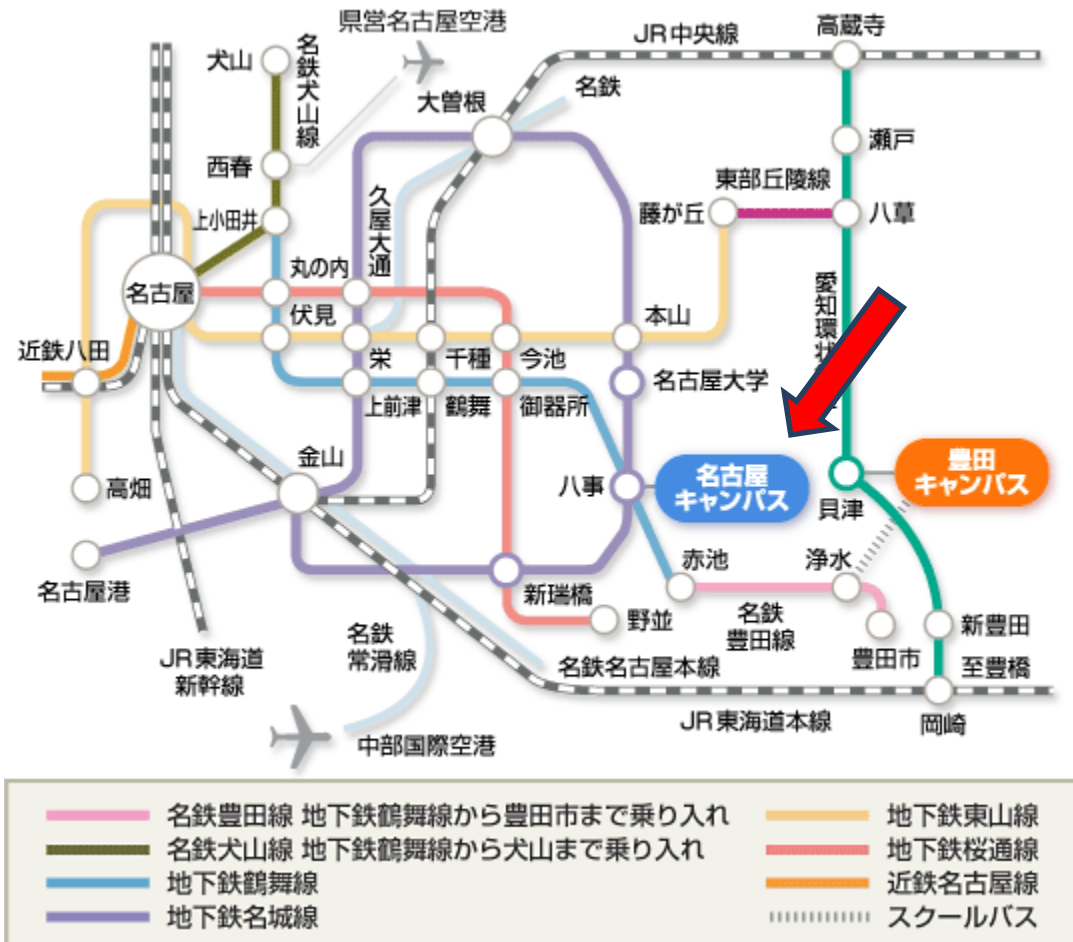 県営名古屋空港
JR中央線
高蔵寺
犬山
名鉄犬山線
大曽根
名鉄
瀬戸
西春
久屋大通
東部丘陵線
上小田井
藤が丘
八草
丸の内
名古屋
愛知環状
伏見
本山
近鉄八田
栄
千種
今池
名古屋大学
上前津
鶴舞
御器所
金山
高畑
八事
名古屋
キャンパス
豊田
キャンパス
貝津
名古屋港
赤池
浄水
新瑞橋
野並
名鉄
豊田線
新豊田
豊田市
JR東海道
新幹線
名鉄
常滑線
名鉄名古屋本線
至豊橋
JR東海道本線
岡崎
中部国際空港
名鉄豊田線 地下鉄鶴舞線から豊田市まで乗り入れ
名鉄犬山線 地下鉄鶴舞線から犬山まで乗り入れ
地下鉄鶴舞線
地下鉄名城線
地下鉄東山線
地下鉄桜通線
近鉄名古屋線
スクールバス